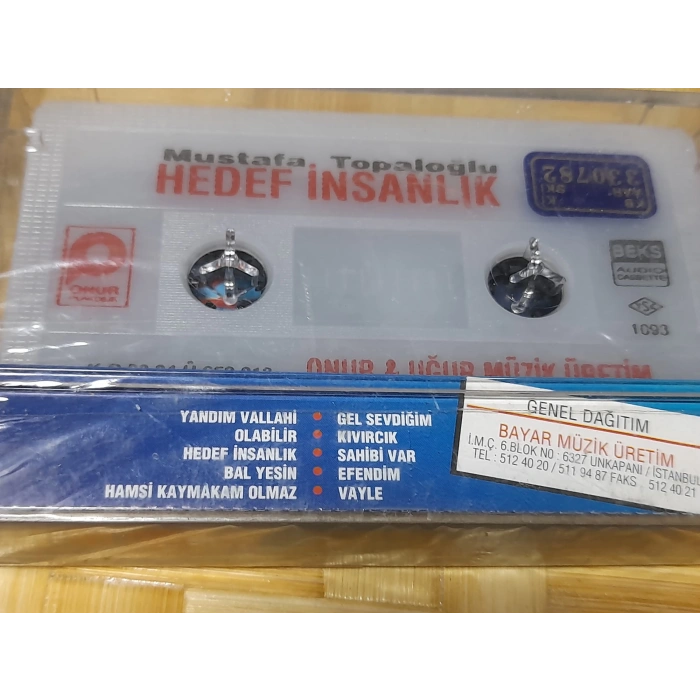 Mustafa Topaloğlu
HEDEF İNSANLIK
330782
ONUR
BEKS
AUDIO
CASSETTE
TSE
1093
ONUR & UĞUR MÜZİK ÜRETİM
YANDIM VALLAHİ • GEL SEVDİĞİM
OLABİLİR • KIVIRCIK
HEDEF İNSANLIK • SAHİBİ VAR
BAL YESİN • EFENDİM
HAMSİ KAYMAKAM OLMAZ • VAYLE
GENEL DAĞITIM
BAYAR MÜZİK ÜRETİM
İ.M.Ç. 6.BLOK NO : 6327 UNKAPANI / İSTANBUL
TEL : 512 40 20 / 511 94 87 FAKS 512 40 21